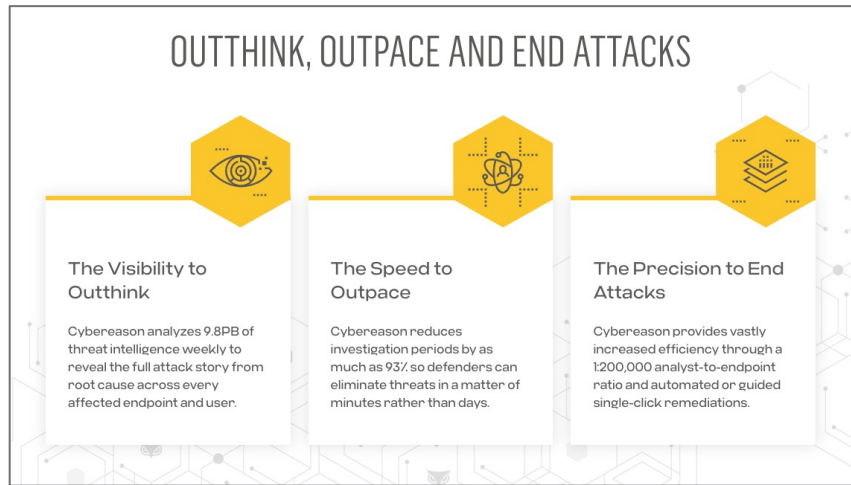 OUTTHINK, OUTPACE AND END ATTACKS
The Visibility to
Outthink
Cybereason analyzes 9.8PB of
threat intelligence weekly to
reveal the full attack story from
root cause across every
affected endpoint and user.
The Speed to
Outpace
Cybereason reduces
investigation periods by as
much as 93% so defenders can
eliminate threats in a matter of
minutes rather than days.
The Precision to End
Attacks
Cybereason provides vastly
increased efficiency through a
1:200,000 analyst-to-endpoint
ratio and automated or guided
single-click remediations.